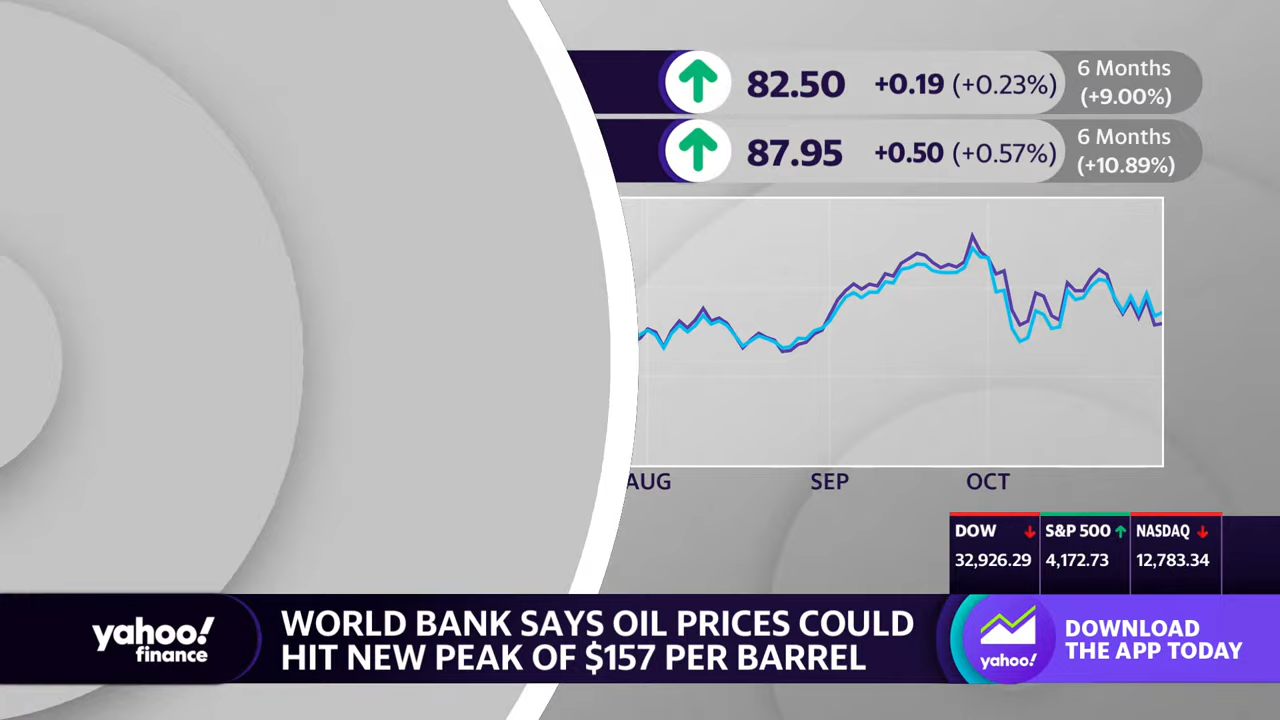 82.50 +0.19 (+0.23%) 6 Months
(+9.00%)
87.95 +0.50 (+0.57%) 6 Months
(+10.89%)
AUG SEP OCT
DOW S&P 500 NASDAQ
32,926.29 4,172.73 12,783.34
yahoo!
finance
WORLD BANK SAYS OIL PRICES COULD
HIT NEW PEAK OF $157 PER BARREL
yahoo!
DOWNLOAD
THE APP TODAY